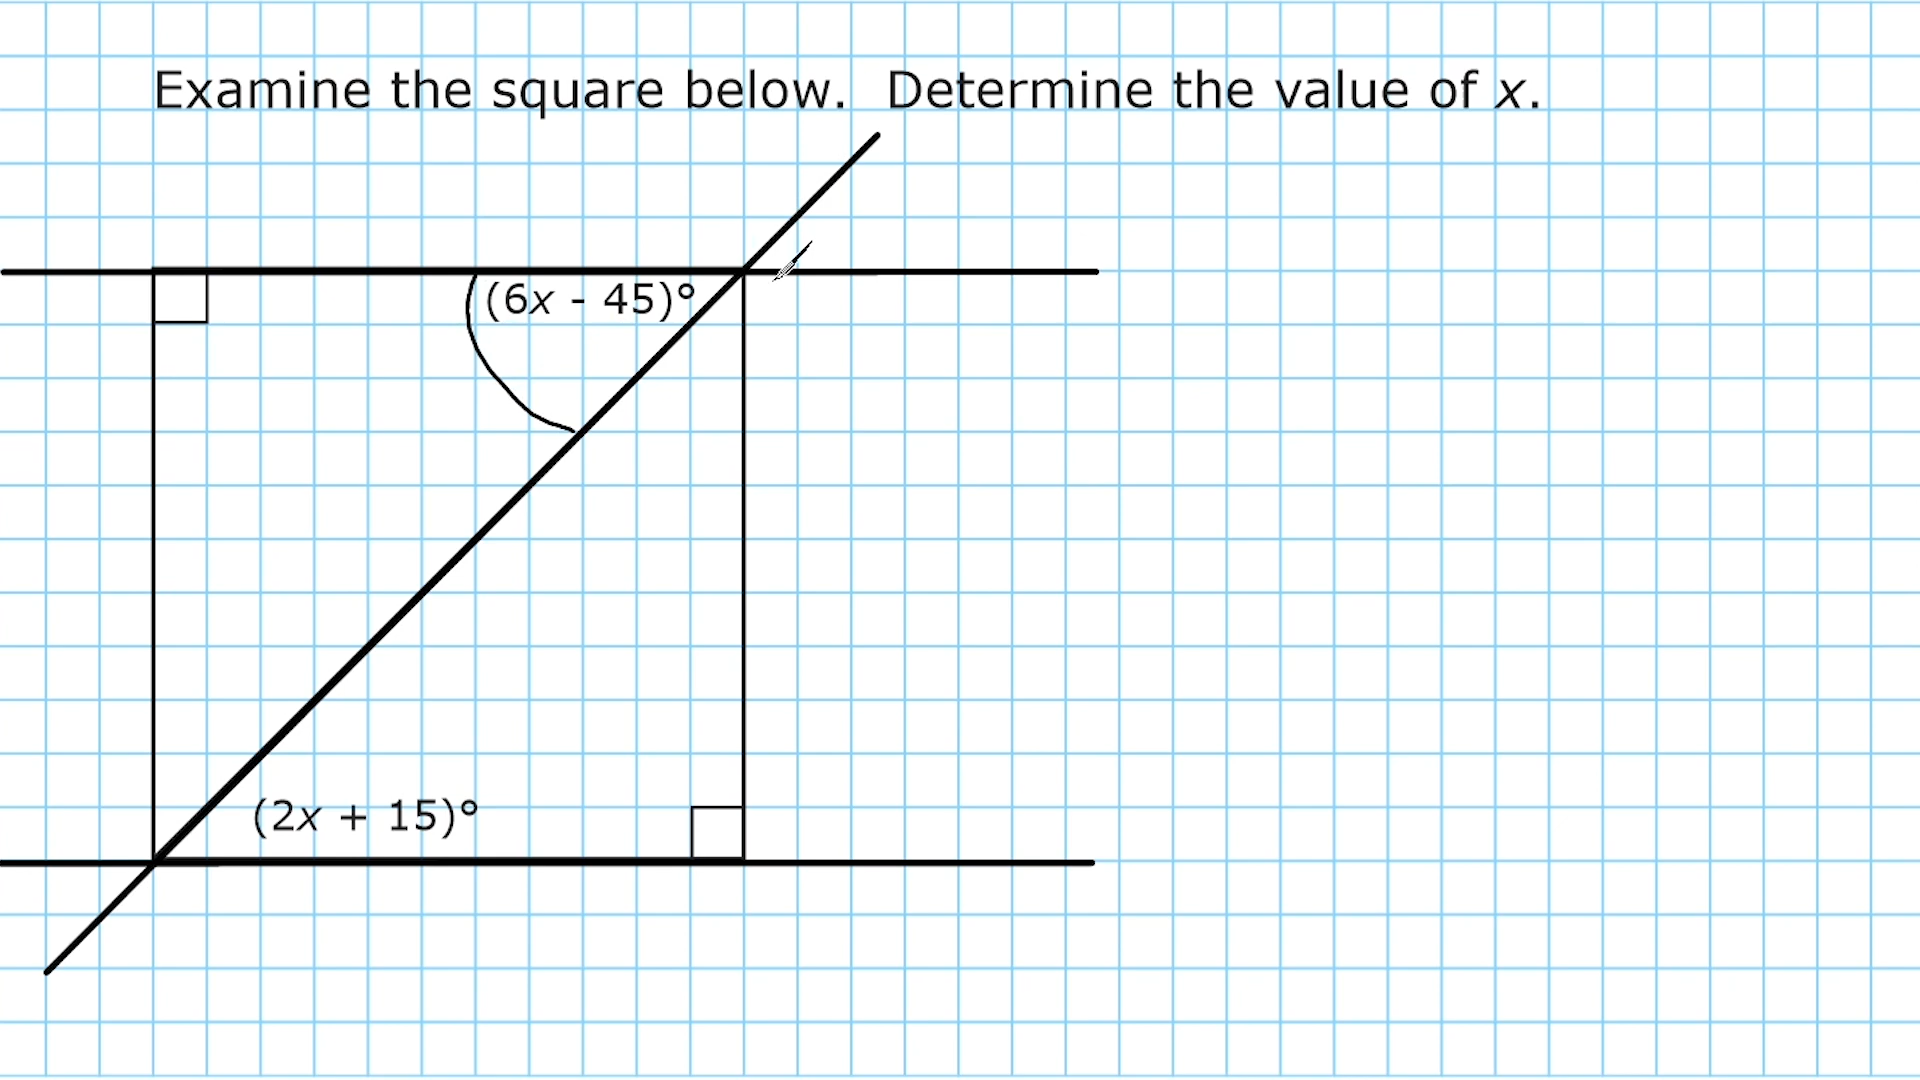 Examine the square below. Determine the value of x.
(6x - 45)°
(2x + 15)°